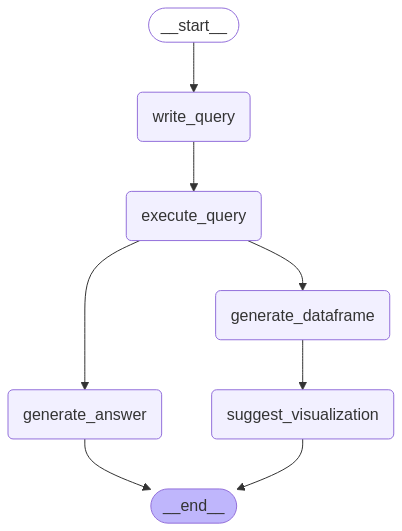 __start__
write_query
execute_query
generate_dataframe
generate_answer
suggest_visualization
__end__